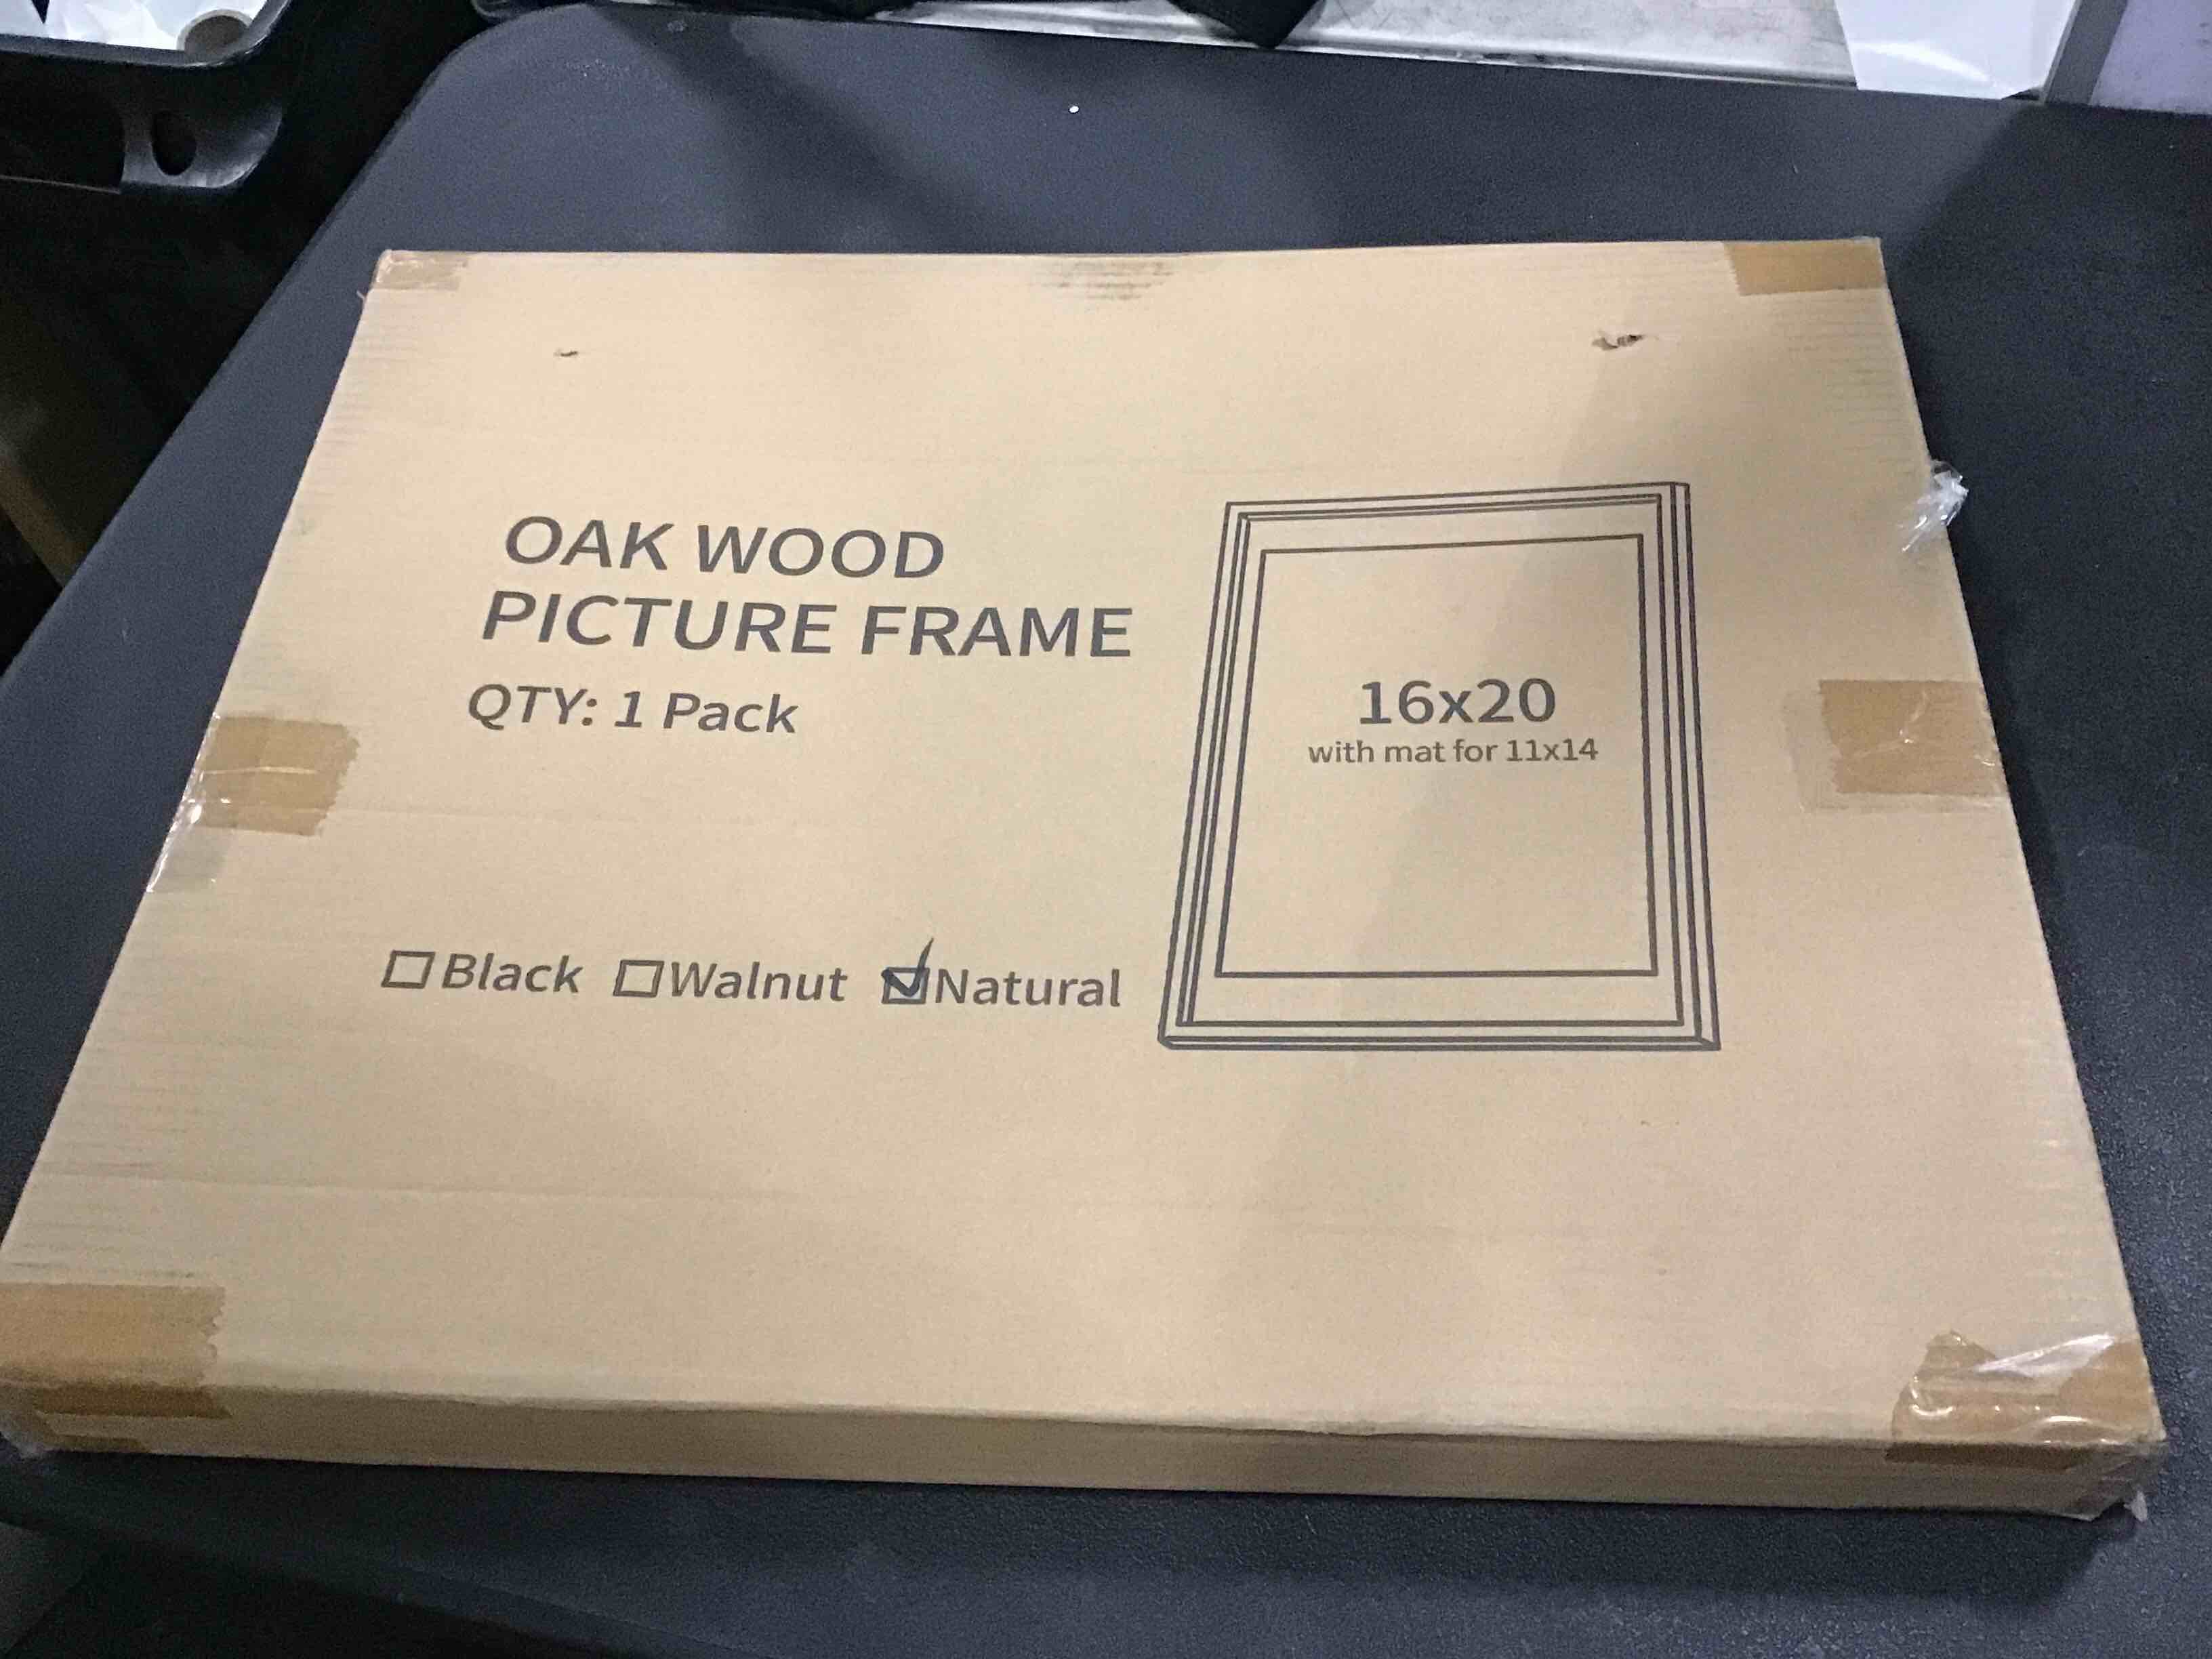 OAK WOOD
PICTURE FRAME
QTY: 1 Pack
16x20
with mat for 11x14
Black Walnut Natural